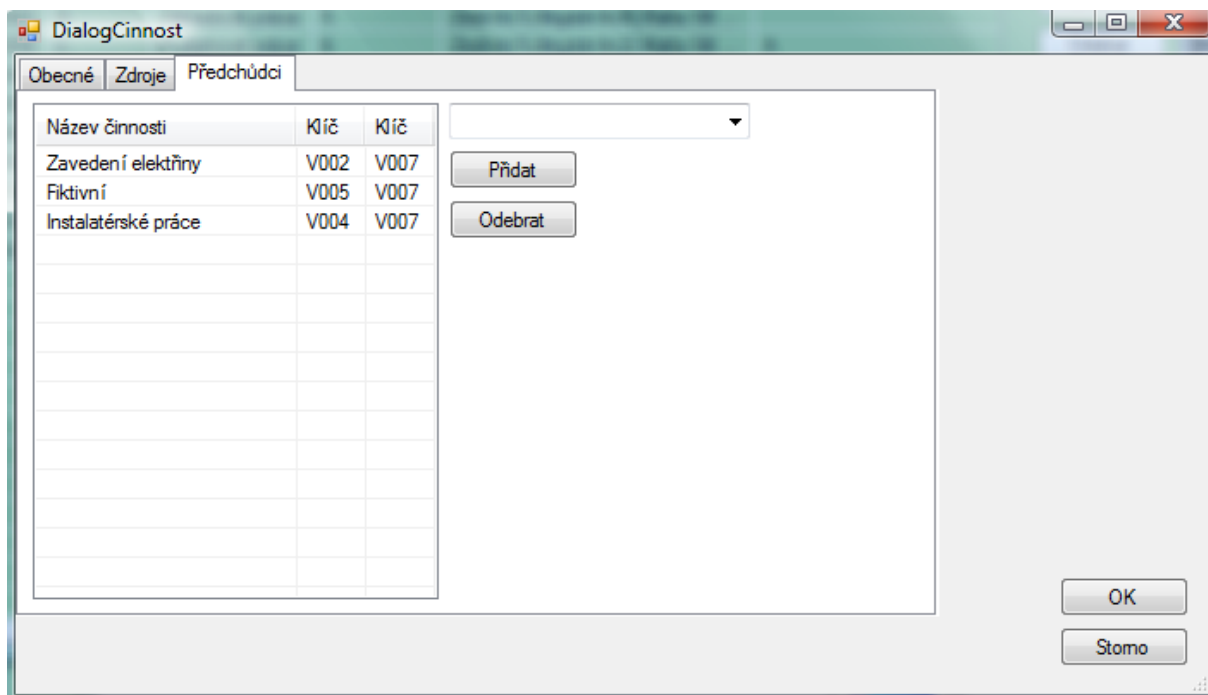 DialogCinnost
Obecné Zdroje Předchůdci
Název činnosti Klíč Klíč
Zavedení elektřiny V002 V007
Fiktivní V005 V007
Instalatérské práce V004 V007
Přidat
Odebrat
OK
Storno